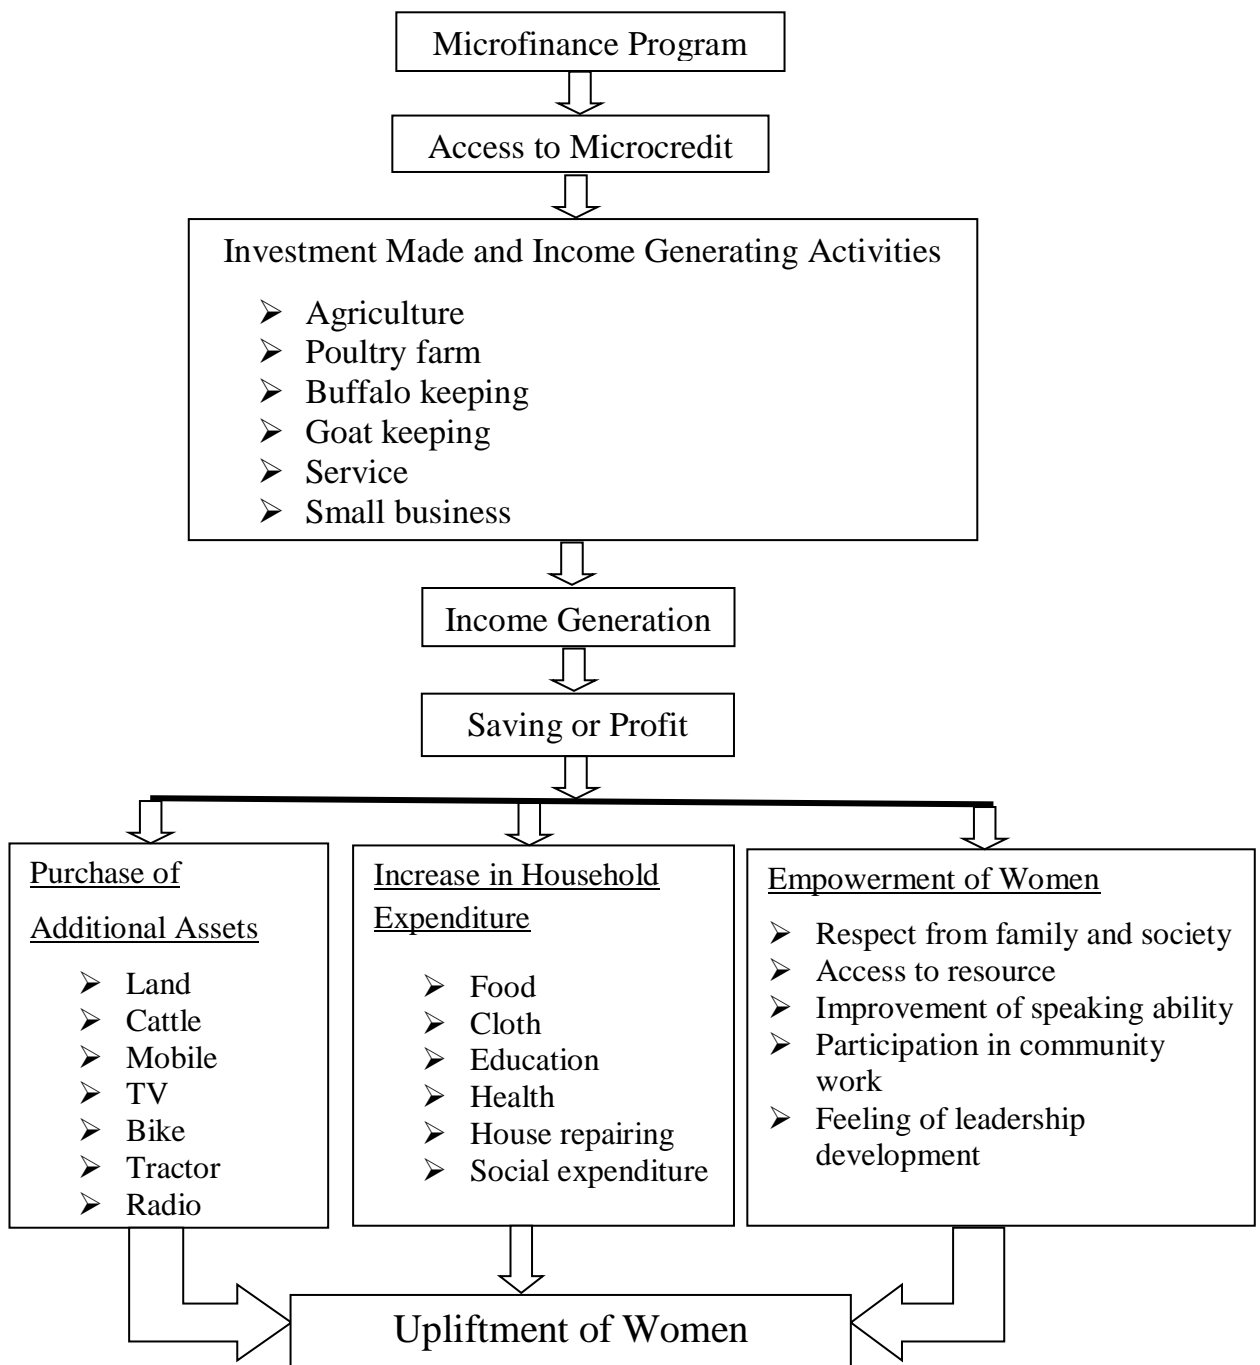 Microfinance Program
Access to Microcredit
Investment Made and Income Generating Activities
➢ Agriculture
➢ Poultry farm
➢ Buffalo keeping
➢ Goat keeping
➢ Service
➢ Small business
Income Generation
Saving or Profit
Purchase of
Additional Assets
➢ Land
➢ Cattle
➢ Mobile
➢ TV
➢ Bike
➢ Tractor
➢ Radio
Increase in Household
Expenditure
➢ Food
➢ Cloth
➢ Education
➢ Health
➢ House repairing
➢ Social expenditure
Empowerment of Women
➢ Respect from family and society
➢ Access to resource
➢ Improvement of speaking ability
➢ Participation in community
work
➢ Feeling of leadership
development
Upliftment of Women